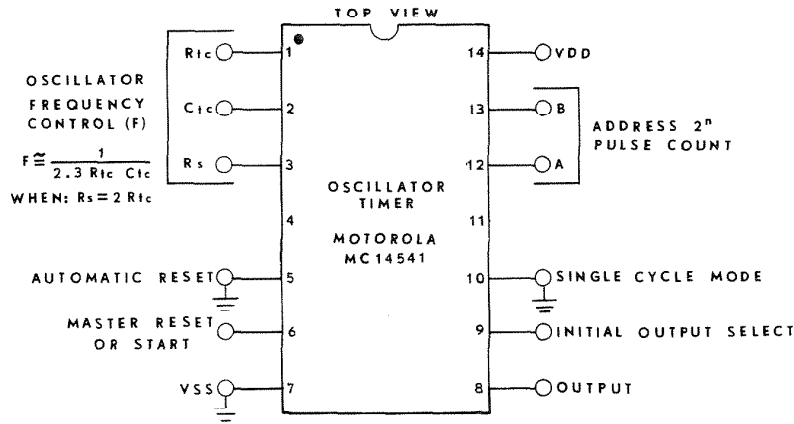 TOP VIEW
Rtc 1
Ctc 2
Rs 3
4
AUTOMATIC RESET 5
MASTER RESET
OR START
6
VSS 7
OSCILLATOR
FREQUENCY
CONTROL (F)
F≅ 1
2.3 Rtc Ctc
WHEN: Rs=2 Rtc
OSCILLATOR
TIMER
MOTOROLA
MC14541
14 VDD
13 B
12 A
ADDRESS 2ⁿ
PULSE COUNT
11
10 SINGLE CYCLE MODE
9 INITIAL OUTPUT SELECT
8 OUTPUT